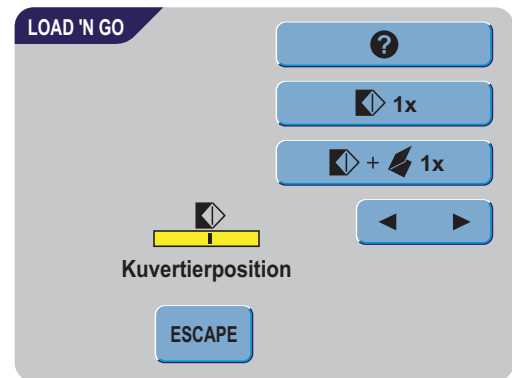 LOAD 'N GO
?
1x
+ 1x
Kuvertierposition
ESCAPE